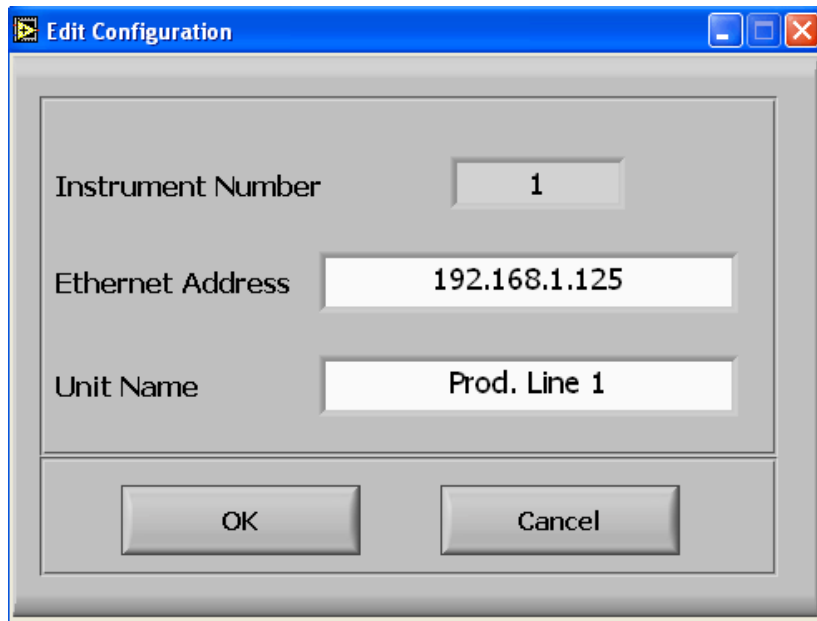 Edit Configuration
Instrument Number 1
Ethernet Address 192.168.1.125
Unit Name Prod. Line 1
OK Cancel